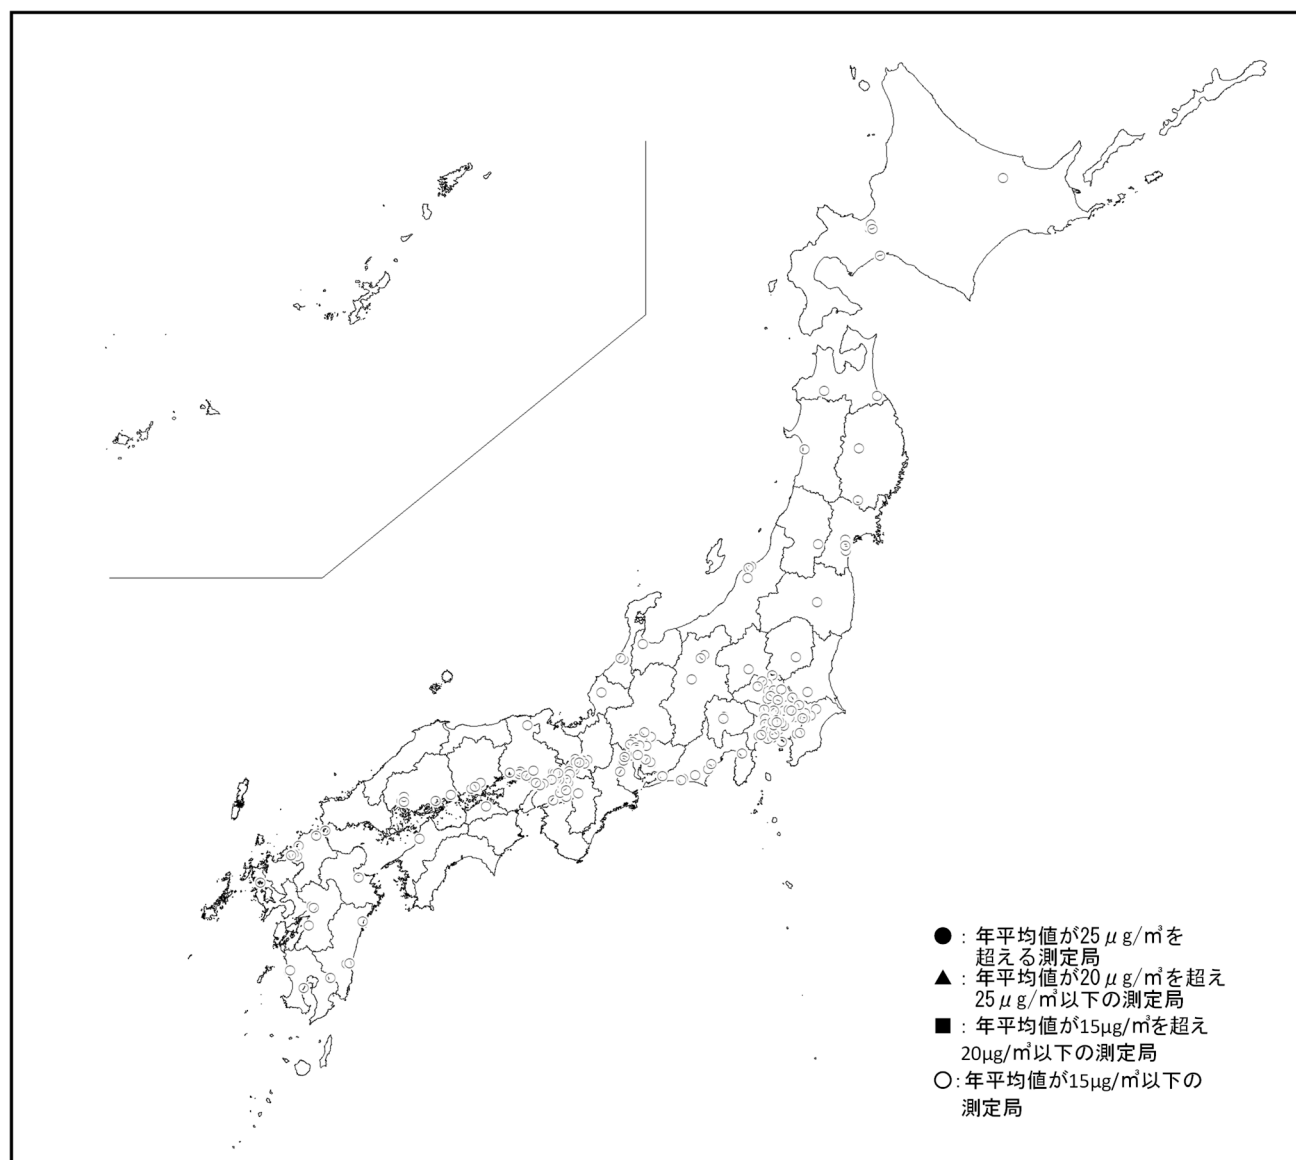 ● : 年平均値が25μg/㎥を
超える測定局
▲ : 年平均値が20μg/㎥を超え
25μg/㎥以下の測定局
■ : 年平均値が15μg/㎥を超え
20μg/㎥以下の測定局
○ : 年平均値が15μg/㎥以下の
測定局